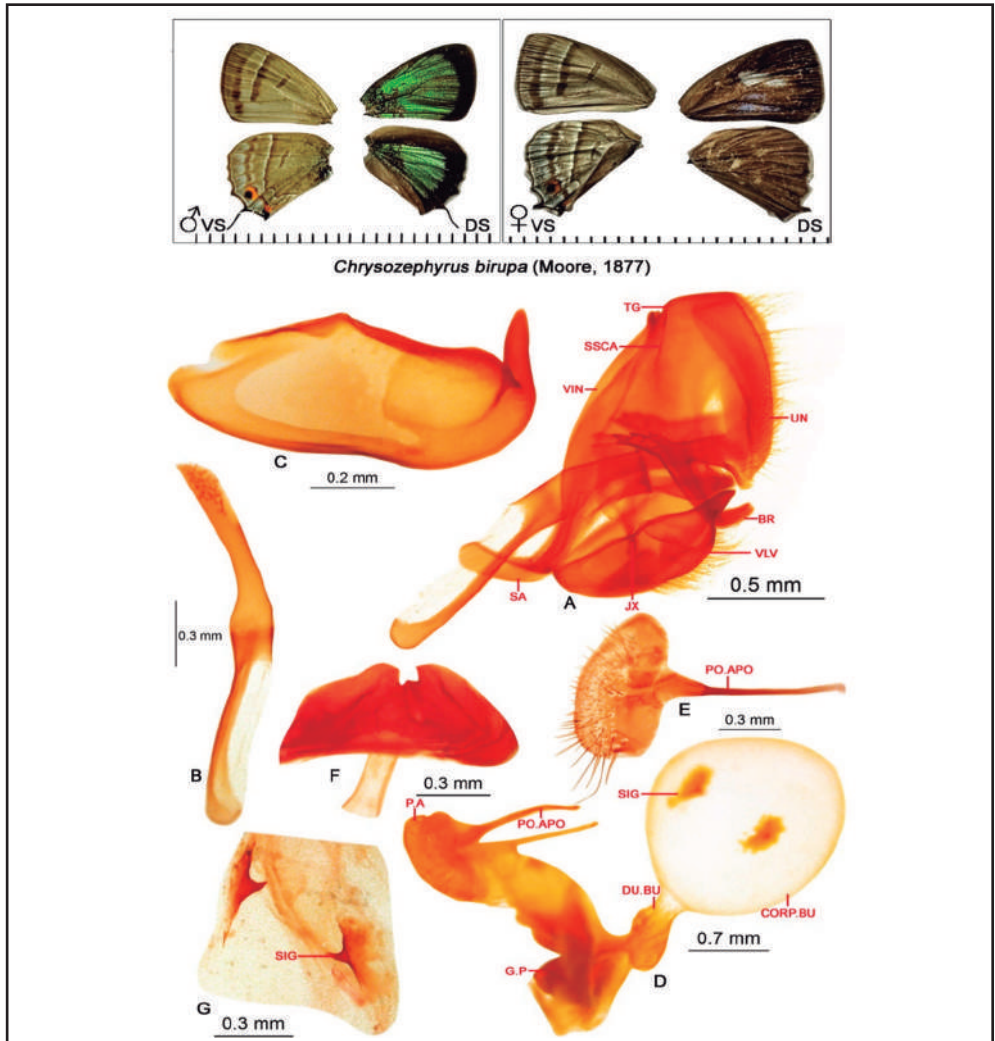 ♂ VS DS
♀ VS DS
Chrysozephyrus birupa (Moore, 1877)
TG
SSCA
VIN
UN
C
0.2 mm
BR
VLV
SA
A
JX
0.5 mm
0.3 mm
PO.APO
E
0.3 mm
B
F
0.3 mm
SIG
P.A
PO.APO
DU.BU
CORP.BU
0.7 mm
SIG
G.P
D
G
0.3 mm